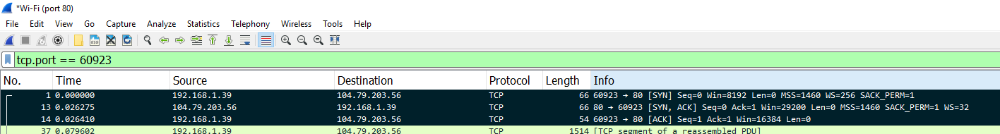 *Wi-Fi (port 80)
File Edit View Go Capture Analyze Statistics Telephony Wireless Tools Help
tcp.port == 60923
No. Time Source Destination Protocol Length Info
1 0.000000 192.168.1.39 104.79.203.56 TCP 66 60923 → 80 [SYN] Seq=0 Win=8192 Len=0 MSS=1460 WS=256 SACK_PERM=1
13 0.026275 104.79.203.56 192.168.1.39 TCP 66 80 → 60923 [SYN, ACK] Seq=0 Ack=1 Win=29200 Len=0 MSS=1460 SACK_PERM=1 WS=32
14 0.026410 192.168.1.39 104.79.203.56 TCP 54 60923 → 80 [ACK] Seq=1 Ack=1 Win=16384 Len=0
37 0.079602 192.168.1.39 104.79.203.56 TCP 1514 [TCP segment of a reassembled PDU]